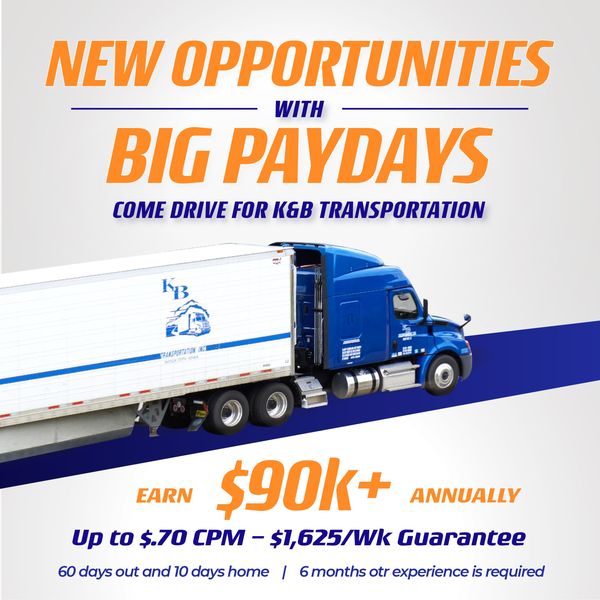 NEW OPPORTUNITIES
WITH
BIG PAYDAYS
COME DRIVE FOR K&B TRANSPORTATION
KB
TRANSPORTATION INC
EARN $90k+ ANNUALLY
Up to $.70 CPM – $1,625/Wk Guarantee
60 days out and 10 days home | 6 months otr experience is required